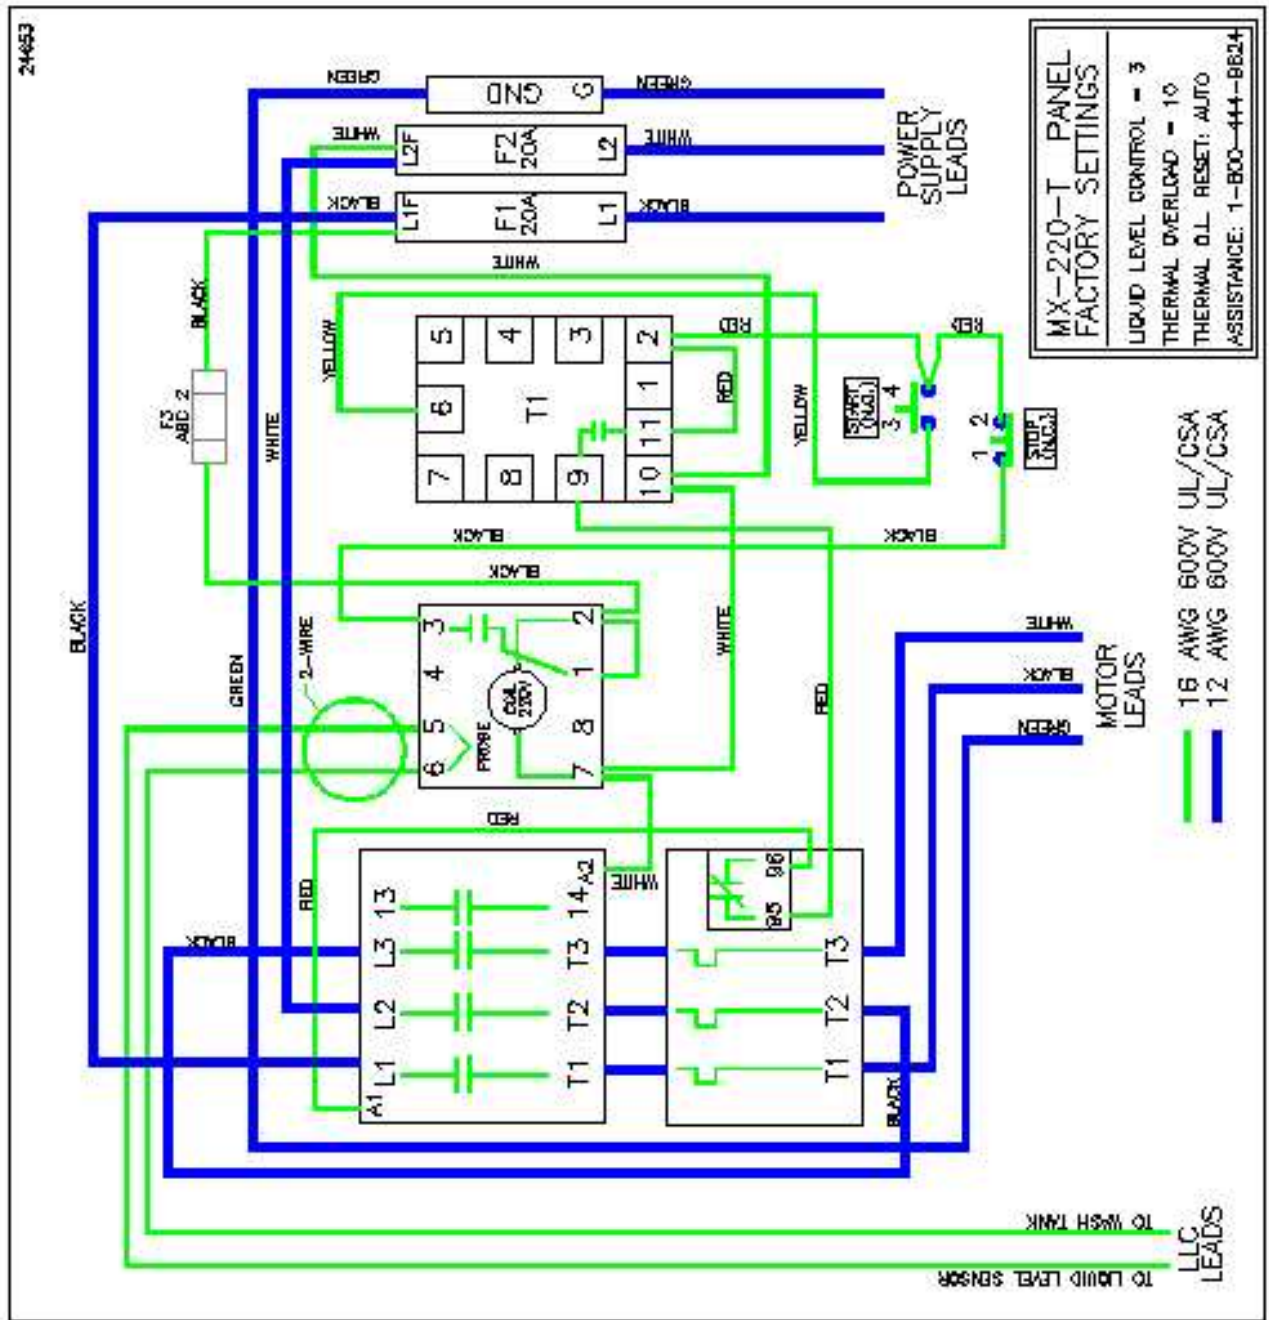 24653
GREEN
GND
G
GREEN
WHITE
L2F
F2
20A
L2
WHITE
BLACK
L1F
F1
20A
L1
BLACK
POWER
SUPPLY
LEADS
MX-220-T PANEL
FACTORY SETTINGS
LIQUID LEVEL CONTROL = 3
THERMAL OVERLOAD = 10
THERMAL O.L. RESET: AUTO
ASSISTANCE: 1-800-444-9624
BLACK
WHITE
YELLOW
5
4
3
2
RED
RED
F3
ABC 2
WHITE
6
T1
1
RED
START
(N.O.)
3 4
YELLOW
11
7
8
9
10
1 2
STOP
(N.C.)
BLACK
BLACK
BLACK
BLACK
GREEN
2-WIRE
3
4
5
6
PROBE
COIL
220V
2
1
8
7
WHITE
RED
WHITE
BLACK
GREEN
MOTOR
LEADS
16 AWG 600V UL/CSA
12 AWG 600V UL/CSA
RED
RED
WHITE
BLACK
13
L3
L2
L1
A1
A2
14
T3
T2
T1
96
95
T3
T2
T1
BLACK
TO WASH TANK
TO LIQUID LEVEL SENSOR
LLC
LEADS